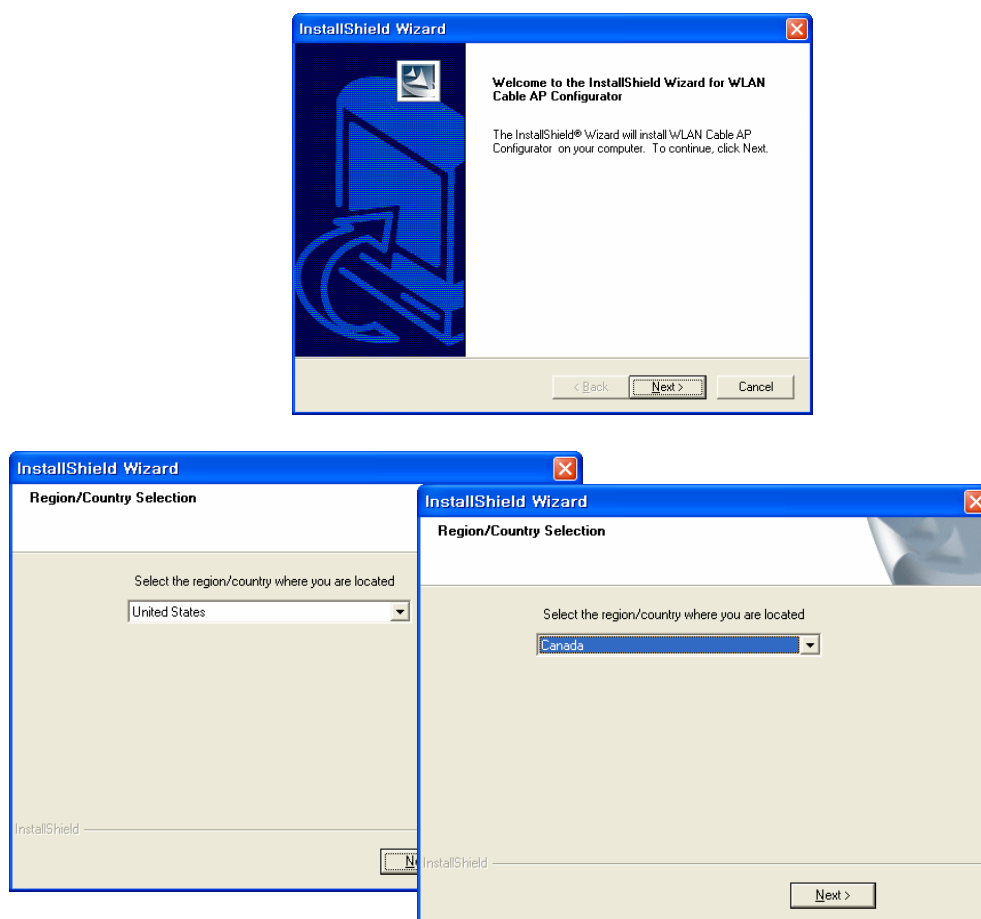 InstallShield Wizard
Welcome to the InstallShield Wizard for WLAN
Cable AP Configurator
The InstallShield® Wizard will install WLAN Cable AP
Configurator on your computer. To continue, click Next.
< Back
Next >
Cancel
InstallShield Wizard
Region/Country Selection
Select the region/country where you are located
United States
InstallShield
InstallShield Wizard
Region/Country Selection
Select the region/country where you are located
Canada
InstallShield
Next >